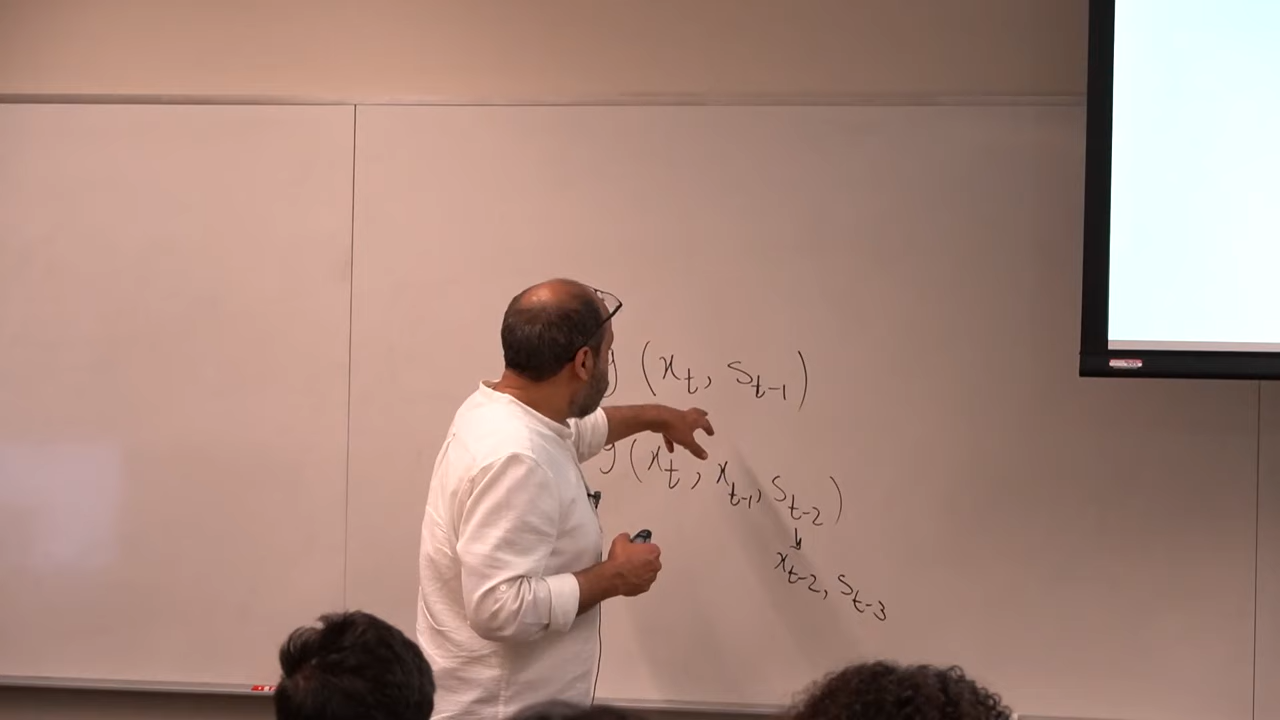 g (x_t, S_{t-1})
g (x_t, x_{t-1}, S_{t-2})
↓
x_{t-2}, S_{t-3}